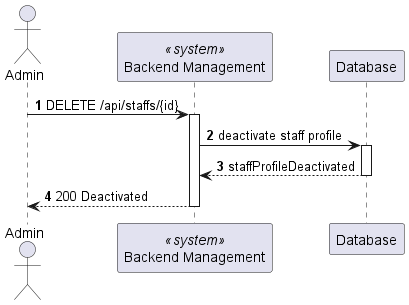 Admin
« system »
Backend Management
Database
1 DELETE /api/staffs/{id}
2 deactivate staff profile
3 staffProfileDeactivated
4 200 Deactivated
Admin
« system »
Backend Management
Database